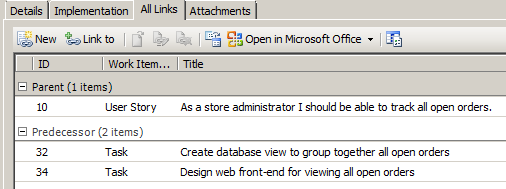 Details Implementation All Links Attachments
New Link to Open in Microsoft Office
ID Work Item... Title
Parent (1 items)
10 User Story As a store administrator I should be able to track all open orders.
Predecessor (2 items)
32 Task Create database view to group together all open orders
34 Task Design web front-end for viewing all open orders